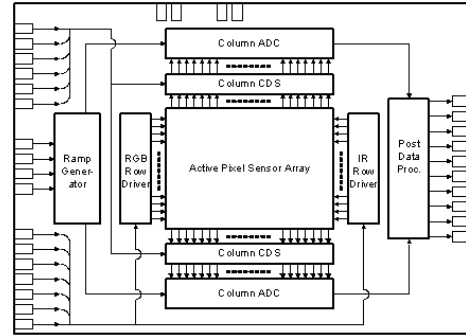 Column ADC
Column CDS
Ramp
Gener-
ator
RGB
Row
Driver
Active Pixel Sensor Array
IR
Row
Driver
Post
Data
Proc.
Column CDS
Column ADC